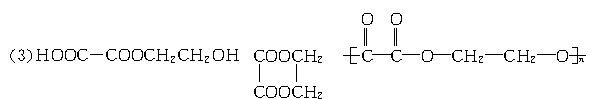 O O
(3)HOOC—COOCH₂CH₂OH COOCH₂ ⁅C—C—O—CH₂—CH₂—O⁆ₙ
COOCH₂